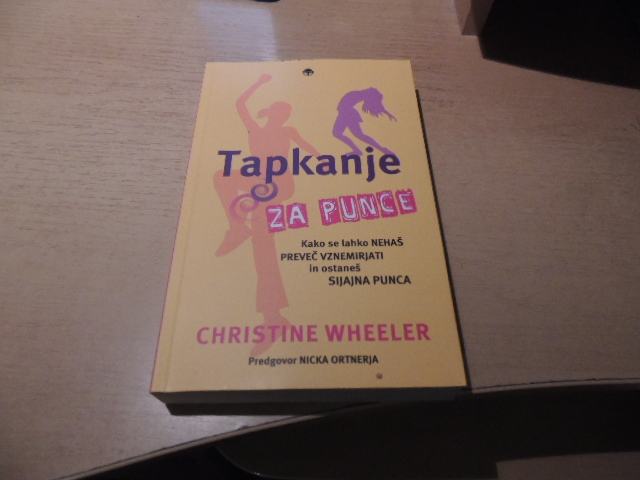 Tapkanje
ZA PUNCE
Kako se lahko NEHAŠ
PREVEČ VZNEMIRJATI
in ostaneš
SIJAJNA PUNCA
CHRISTINE WHEELER
Predgovor NICKA ORTNERJA